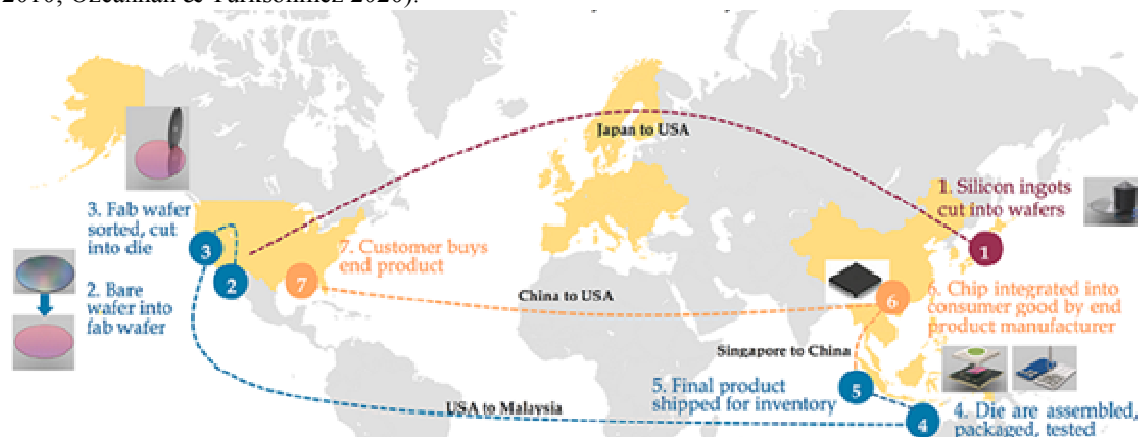 Japan to USA
1. Silicon ingots
cut into wafers
1
3. Fab wafer
sorted, cut
into die
3
2
2. Bare
wafer into
fab wafer
7. Customer buys
end product
7
China to USA
6
6. Chip integrated into
consumer good by end
product manufacturer
Singapore to China
5. Final product
shipped for inventory
5
USA to Malaysia
4
4. Die are assembled,
packaged, tested